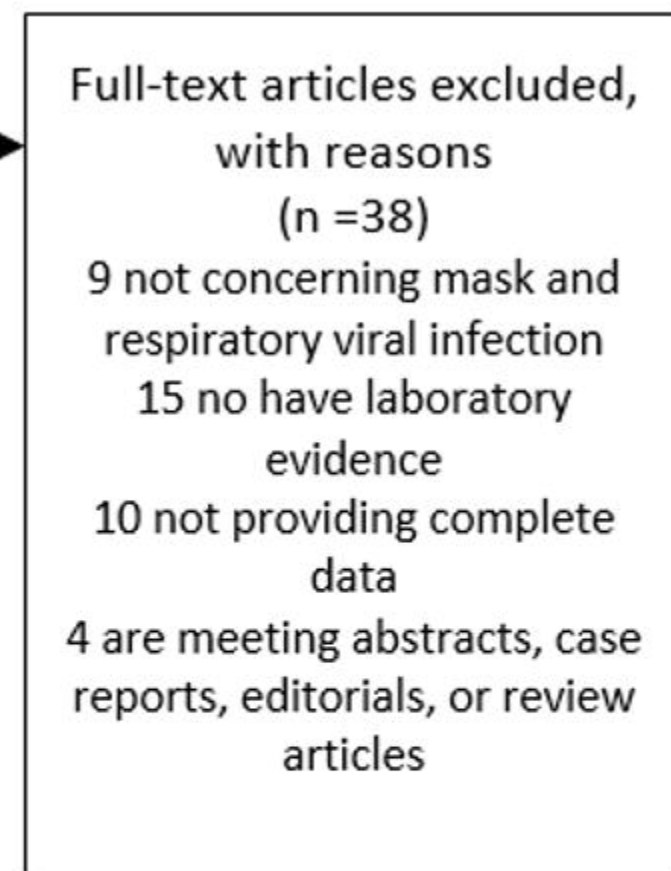 Full-text articles excluded,
with reasons
(n =38)
9 not concerning mask and
respiratory viral infection
15 no have laboratory
evidence
10 not providing complete
data
4 are meeting abstracts, case
reports, editorials, or review
articles